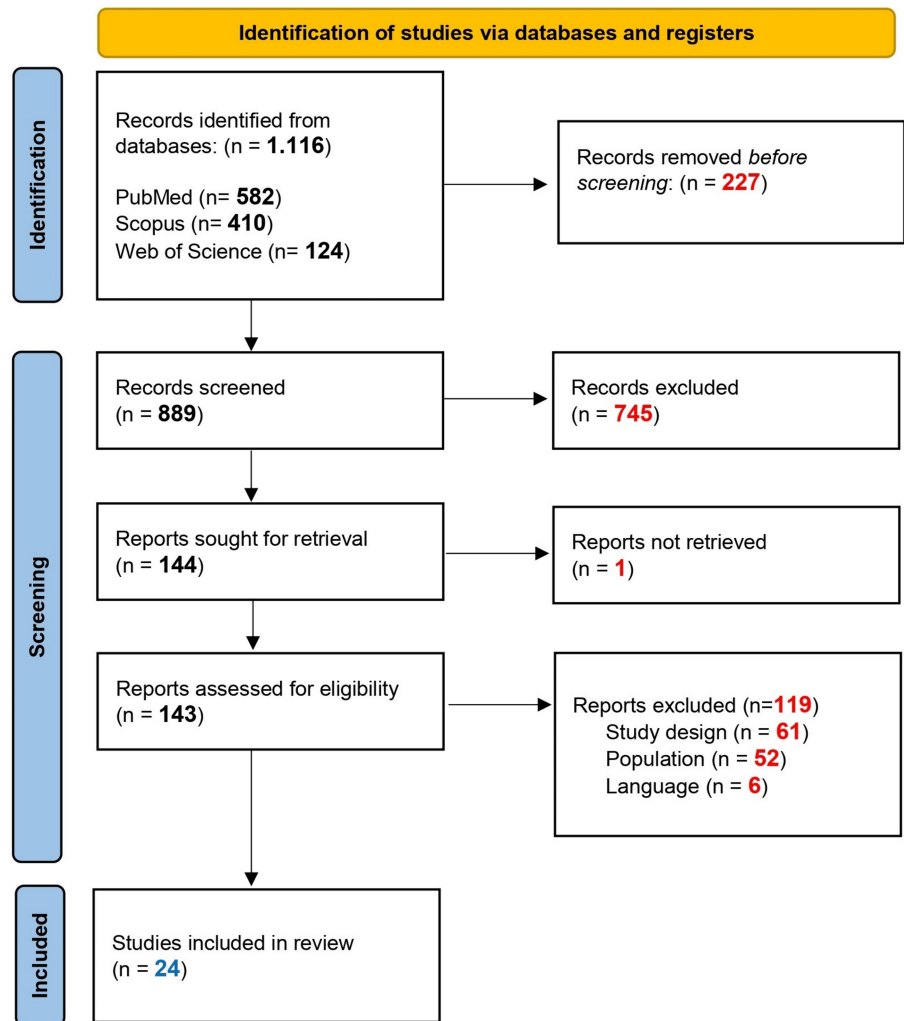 Identification of studies via databases and registers
Identification
Records identified from
databases: (n = 1.116)
PubMed (n= 582)
Scopus (n= 410)
Web of Science (n= 124)
Records removed before
screening: (n = 227)
Screening
Records screened
(n = 889)
Records excluded
(n = 745)
Reports sought for retrieval
(n = 144)
Reports not retrieved
(n = 1)
Reports assessed for eligibility
(n = 143)
Reports excluded (n=119)
Study design (n = 61)
Population (n = 52)
Language (n = 6)
Included
Studies included in review
(n = 24)